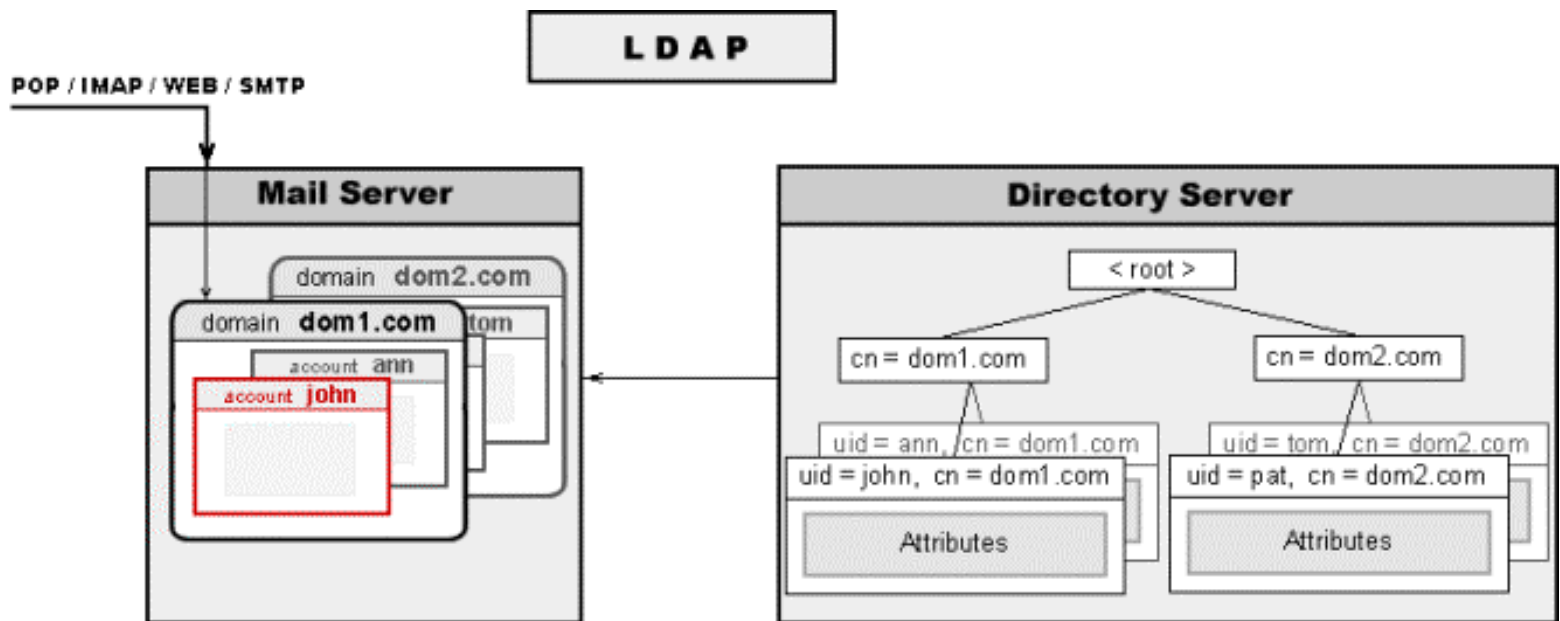 L D A P
POP / IMAP / WEB / SMTP
Mail Server
domain dom2.com
tom
domain dom1.com
account ann
account john
Directory Server
< root >
cn = dom1.com
cn = dom2.com
uid = ann, cn = dom1.com
uid = tom, cn = dom2.com
uid = john, cn = dom1.com
uid = pat, cn = dom2.com
Attributes
Attributes